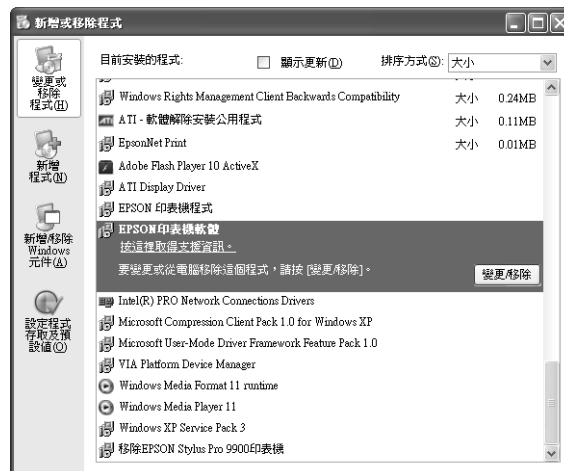 新增或移除程式
目前安裝的程式:
顯示更新(D)
排序方式(S): 大小
變更或
移除
程式(H)
新增
程式(N)
新增/移除
Windows
元件(A)
設定程式
存取及預
設值(O)
Windows Rights Management Client Backwards Compatibility 大小 0.24MB
ATI - 軟體解除安裝公用程式 大小 0.11MB
EpsonNet Print 大小 0.01MB
Adobe Flash Player 10 ActiveX
ATI Display Driver
EPSON 印表機程式
EPSON印表機軟體
按這裡取得支援資訊。
要變更或從電腦移除這個程式,請按 [變更/移除]。
變更/移除
Intel(R) PRO Network Connections Drivers
Microsoft Compression Client Pack 1.0 for Windows XP
Microsoft User-Mode Driver Framework Feature Pack 1.0
VIA Platform Device Manager
Windows Media Format 11 runtime
Windows Media Player 11
Windows XP Service Pack 3
移除EPSON Stylus Pro 9900印表機